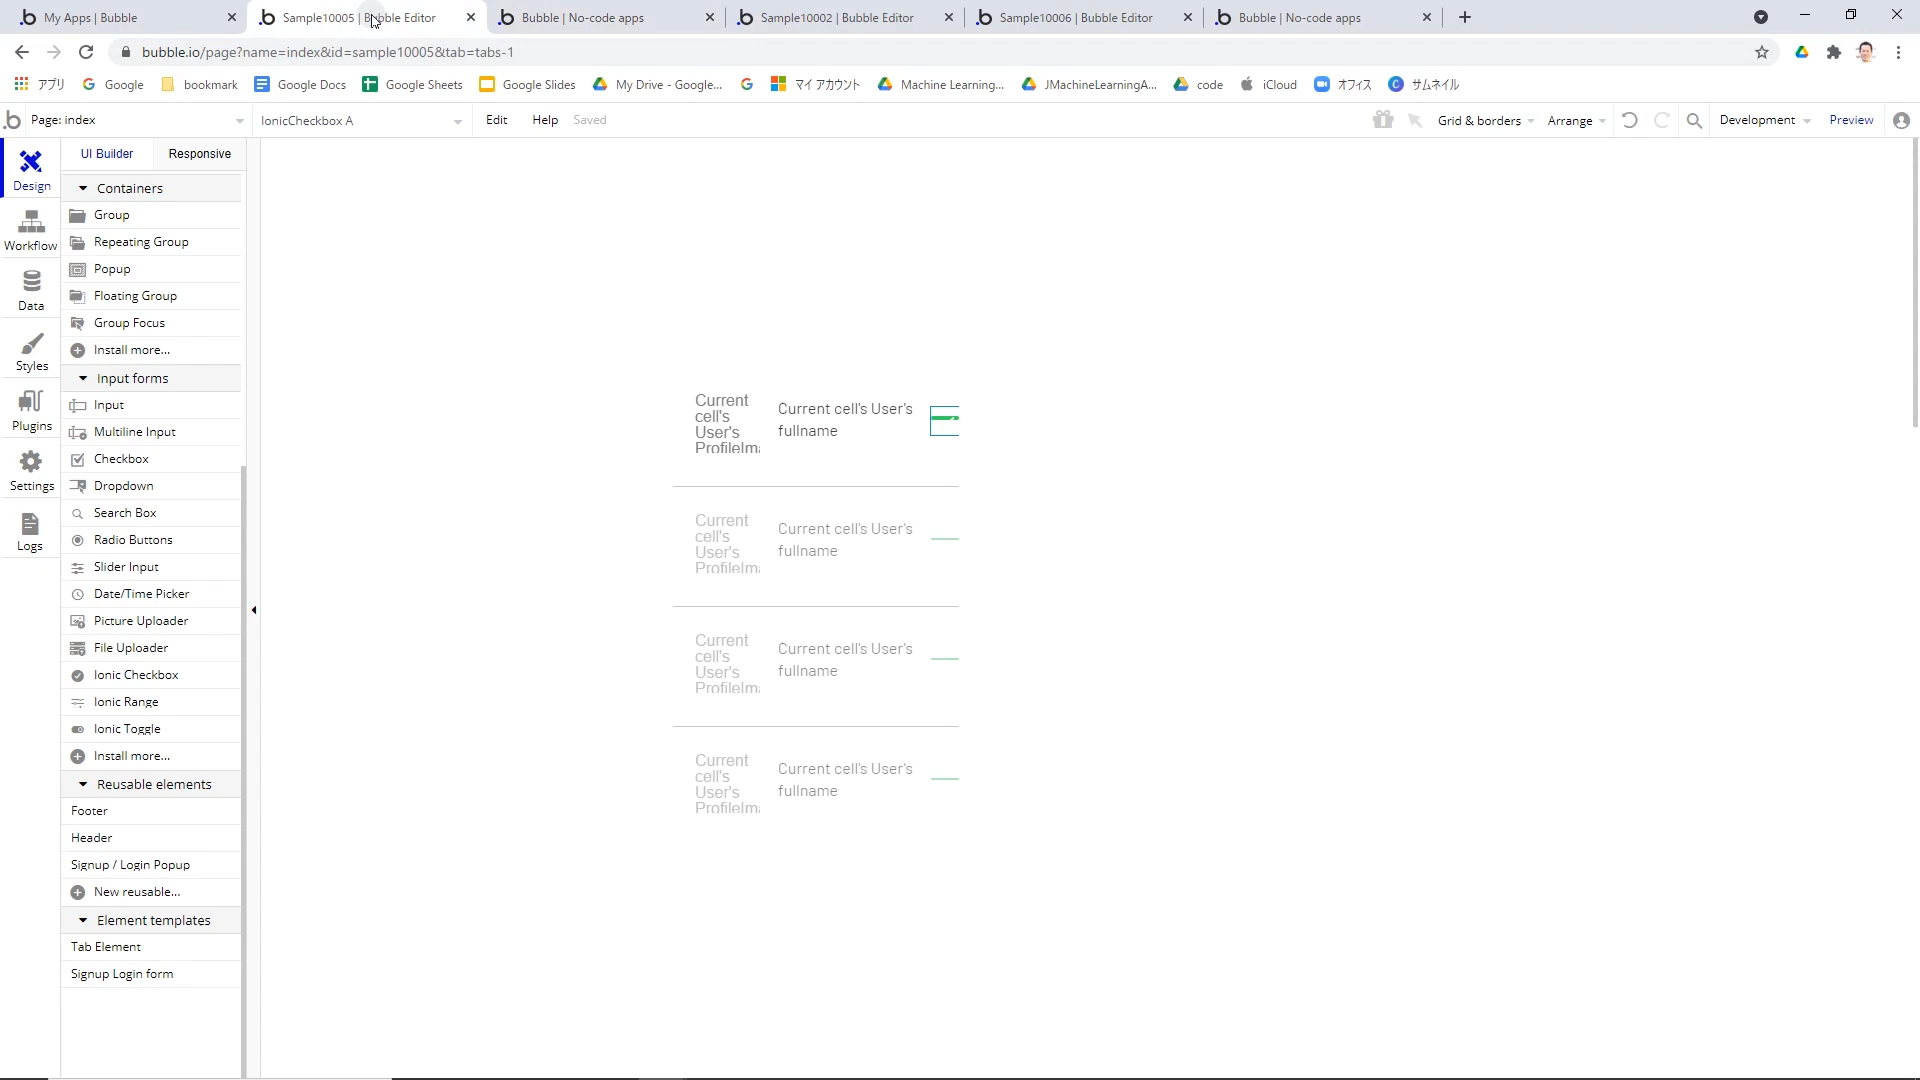 My Apps | Bubble
Sample10005 | Bubble Editor
Bubble | No-code apps
Sample10002 | Bubble Editor
Sample10006 | Bubble Editor
Bubble | No-code apps
bubble.io/page?name=index&id=sample10005&tab=tabs-1
アプリ
Google
bookmark
Google Docs
Google Sheets
Google Slides
My Drive - Google...
マイ アカウント
Machine Learning...
JMachineLearningA...
code
iCloud
オフィス
サムネイル
Page: index
IonicCheckbox A
Edit
Help
Saved
Grid & borders
Arrange
Development
Preview
Design
Workflow
Data
Styles
Plugins
Settings
Logs
UI Builder
Responsive
Containers
Group
Repeating Group
Popup
Floating Group
Group Focus
Install more...
Input forms
Input
Multiline Input
Checkbox
Dropdown
Search Box
Radio Buttons
Slider Input
Date/Time Picker
Picture Uploader
File Uploader
Ionic Checkbox
Ionic Range
Ionic Toggle
Install more...
Reusable elements
Footer
Header
Signup / Login Popup
New reusable...
Element templates
Tab Element
Signup Login form
Current
cell's
User's
ProfileIma
Current cell's User's
fullname
Current
cell's
User's
ProfileIma
Current cell's User's
fullname
Current
cell's
User's
ProfileIma
Current cell's User's
fullname
Current
cell's
User's
ProfileIma
Current cell's User's
fullname